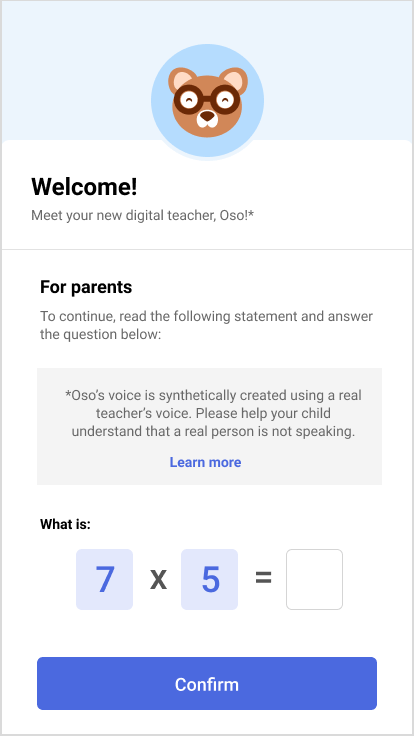 Welcome!
Meet your new digital teacher, Oso!*
For parents
To continue, read the following statement and answer
the question below:
*Oso’s voice is synthetically created using a real
teacher’s voice. Please help your child
understand that a real person is not speaking.
Learn more
What is:
7 x 5 =
Confirm